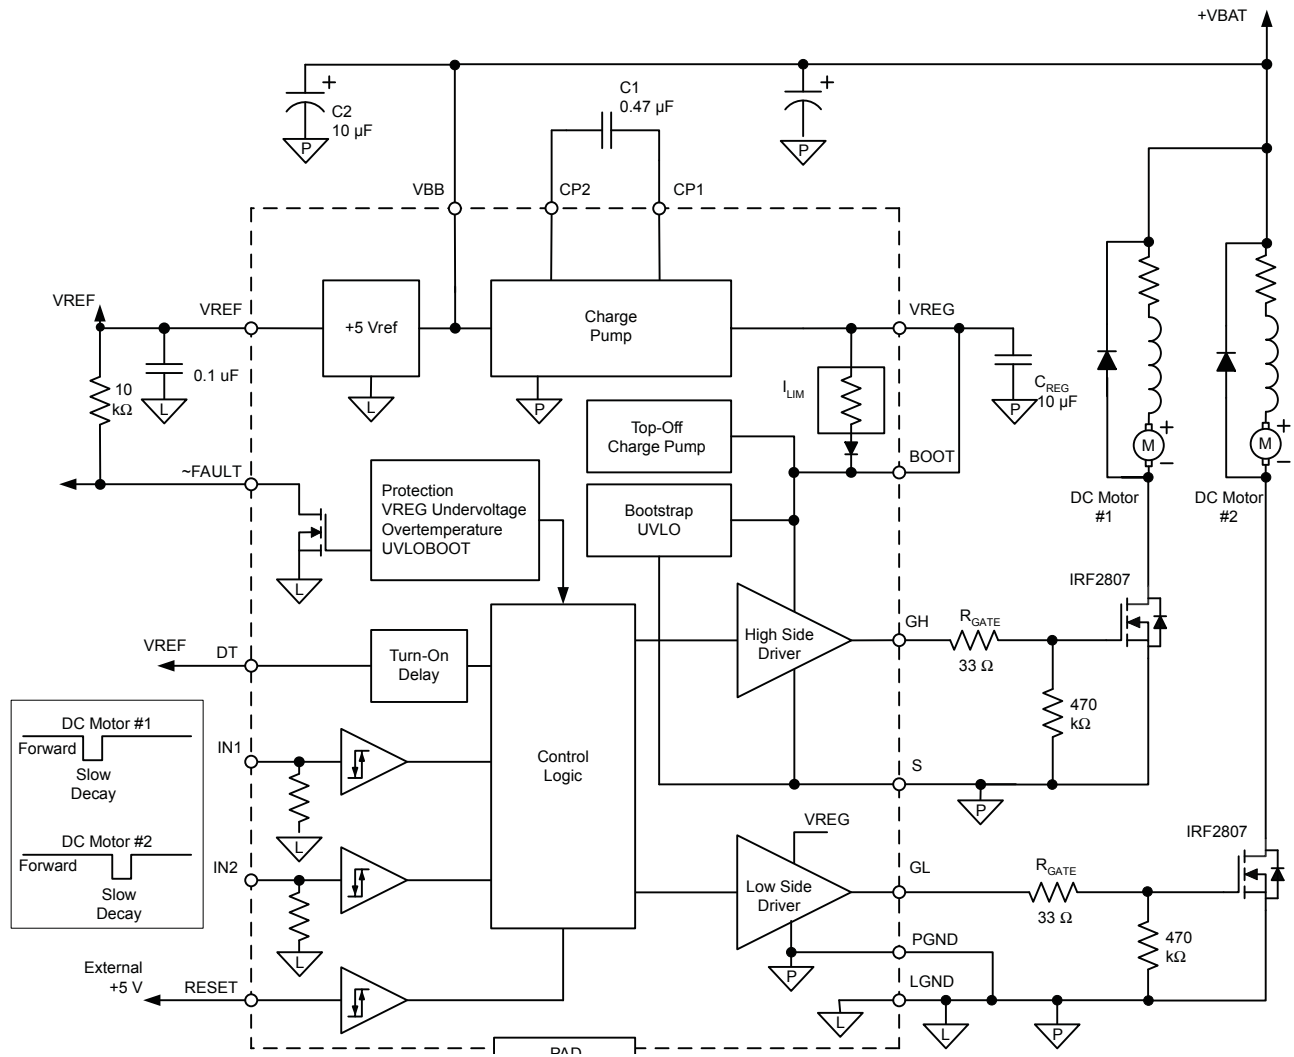 +VBAT
+
C2
10 µF
P
C1
0.47 µF
+
P
VBB
CP2
CP1
VREF
VREF
+5 Vref
L
Charge
Pump
P
VREG
10
kΩ
0.1 uF
L
ILIM
CREG
10 µF
P
Top-Off
Charge Pump
BOOT
M
+
–
M
+
–
DC Motor
#1
DC Motor
#2
~FAULT
Protection
VREG Undervoltage
Overtemperature
UVLOBOOT
L
Bootstrap
UVLO
IRF2807
VREF
DT
Turn-On
Delay
High Side
Driver
GH
RGATE
33 Ω
470
kΩ
DC Motor #1
Forward
Slow
Decay
DC Motor #2
Forward
Slow
Decay
IN1
L
IN2
L
Control
Logic
S
P
VREG
Low Side
Driver
P
GL
RGATE
33 Ω
IRF2807
470
kΩ
PGND
LGND
L
L
P
External
+5 V
RESET
PAD